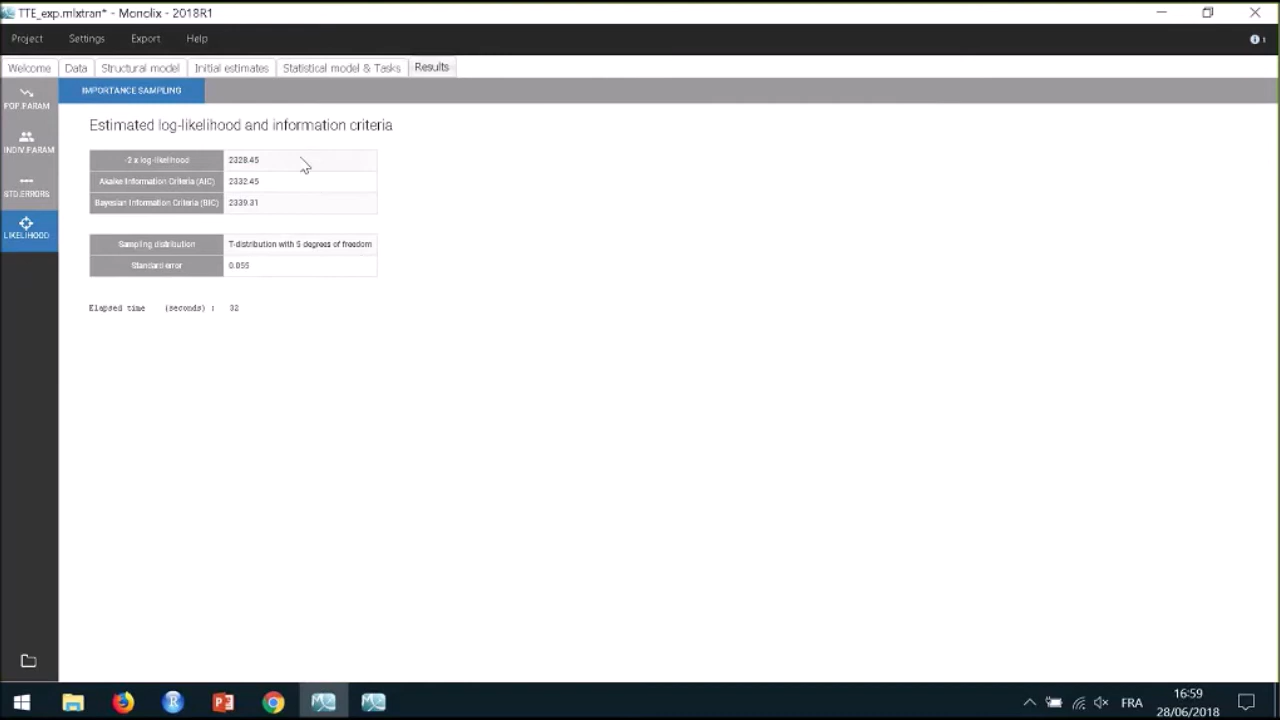 TTE_exp.mlxtran* - Monolix - 2018R1
Project Settings Export Help
1
Welcome Data Structural model Initial estimates Statistical model & Tasks Results
POP.PARAM
INDIV.PARAM
STD.ERRORS
LIKELIHOOD
IMPORTANCE SAMPLING
Estimated log-likelihood and information criteria
-2 x log-likelihood 2328.45
Akaike Information Criteria (AIC) 2332.45
Bayesian Information Criteria (BIC) 2339.31
Sampling distribution T-distribution with 5 degrees of freedom
Standard error 0.055
Elapsed time (seconds) : 32
FRA
16:59
28/06/2018